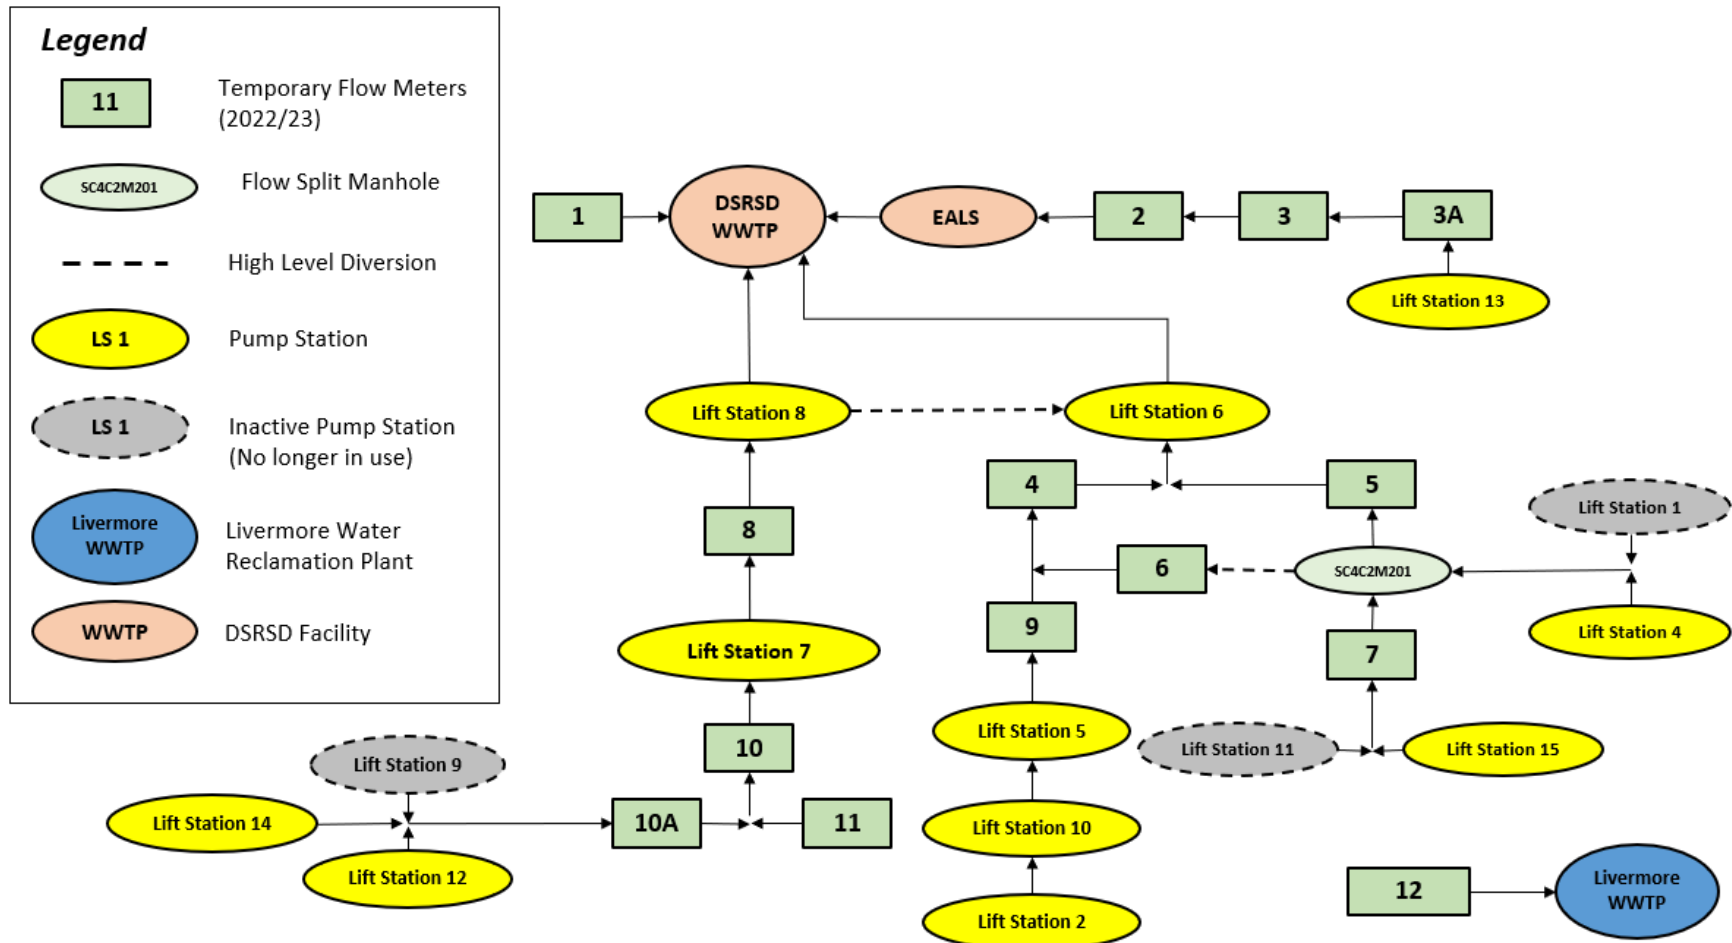 Legend
11
Temporary Flow Meters
(2022/23)
SC4C2M201
Flow Split Manhole
High Level Diversion
LS 1
Pump Station
LS 1
Inactive Pump Station
(No longer in use)
Livermore
WWTP
Livermore Water
Reclamation Plant
WWTP
DSRSD Facility
1
DSRSD
WWTP
EALS
2
3
3A
Lift Station 13
Lift Station 8
Lift Station 6
4
5
Lift Station 1
8
6
SC4C2M201
9
7
Lift Station 4
Lift Station 7
Lift Station 5
10
Lift Station 11
Lift Station 15
Lift Station 9
Lift Station 14
10A
11
Lift Station 10
Lift Station 12
12
Livermore
WWTP
Lift Station 2